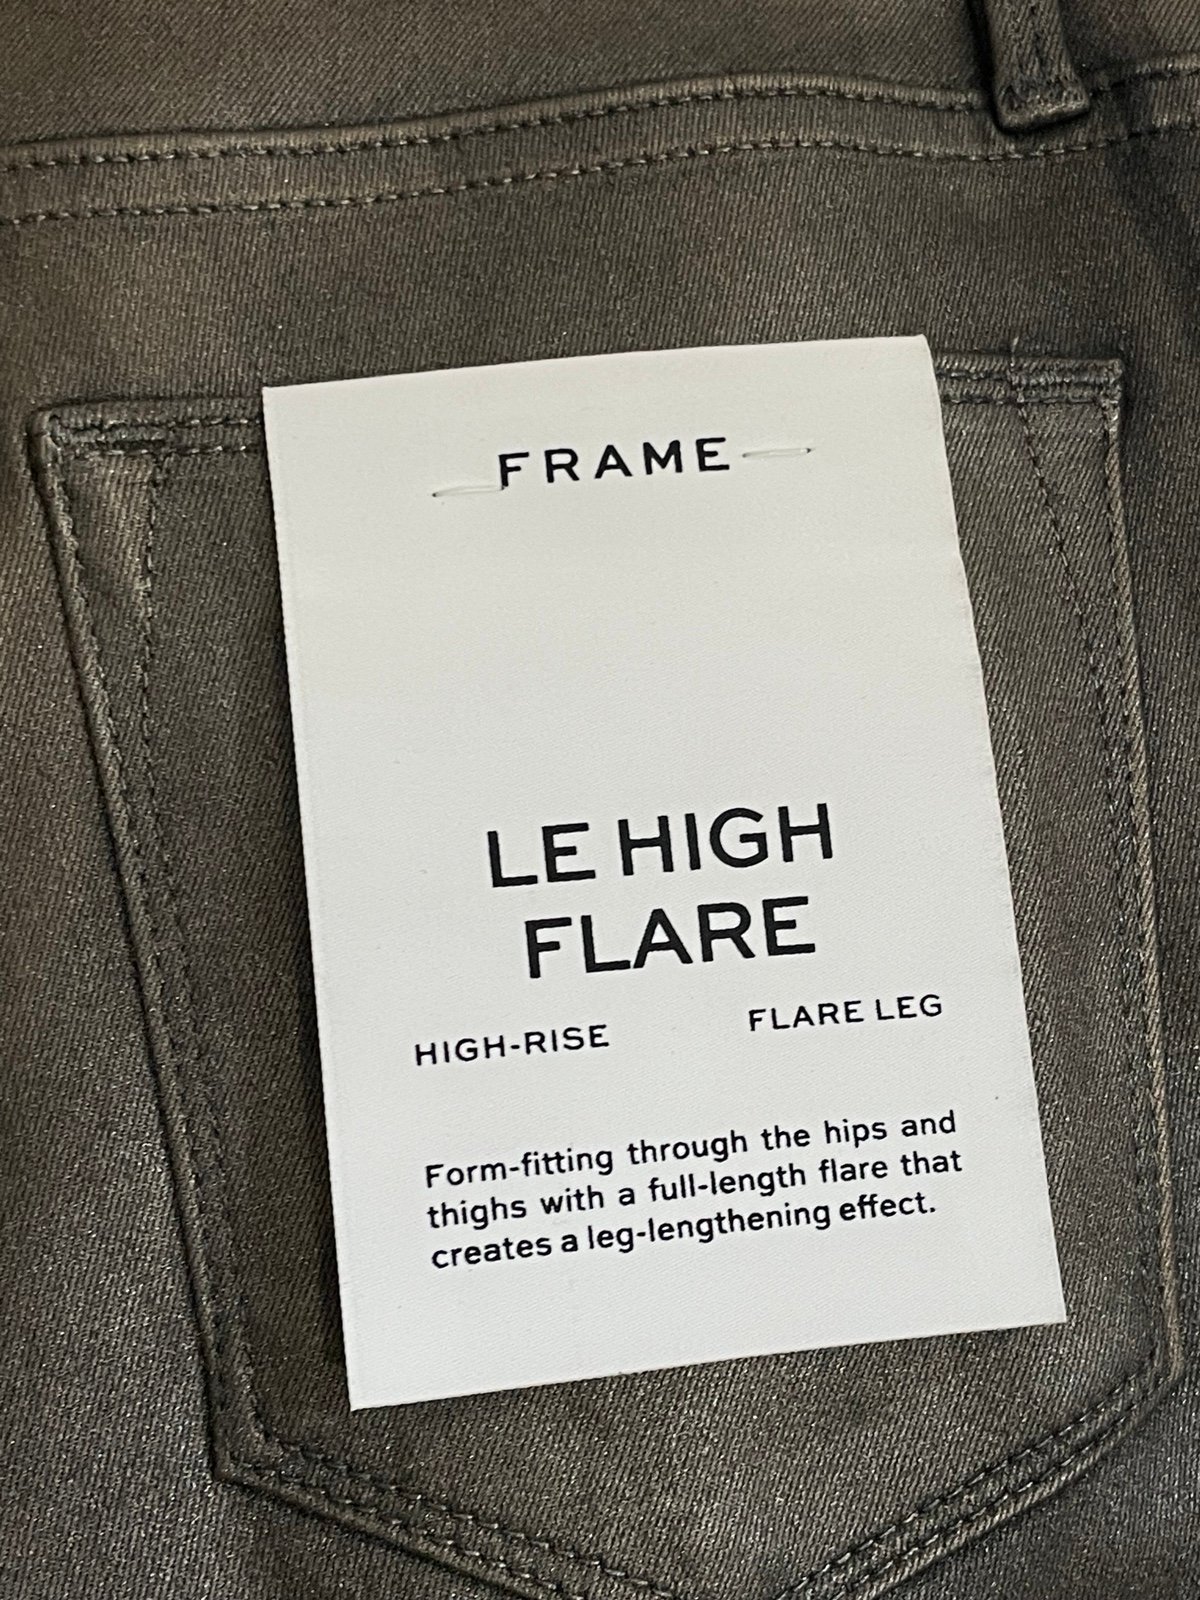 FRAME
LE HIGH
FLARE
HIGH-RISE FLARE LEG
Form-fitting through the hips and
thighs with a full-length flare that
creates a leg-lengthening effect.